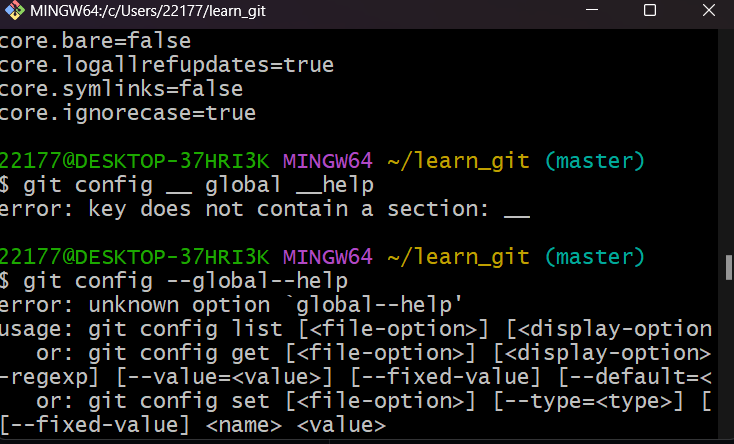 MINGW64:/c/Users/22177/learn_git
core.bare=false
core.logallrefupdates=true
core.symlinks=false
core.ignorecase=true
22177@DESKTOP-37HRI3K MINGW64 ~/learn_git (master)
$ git config __ global __help
error: key does not contain a section: __
22177@DESKTOP-37HRI3K MINGW64 ~/learn_git (master)
$ git config --global--help
error: unknown option `global--help'
usage: git config list [<file-option>] [<display-option
or: git config get [<file-option>] [<display-option>
-regexp] [--value=<value>] [--fixed-value] [--default=<
or: git config set [<file-option>] [--type=<type>] [
[--fixed-value] <name> <value>